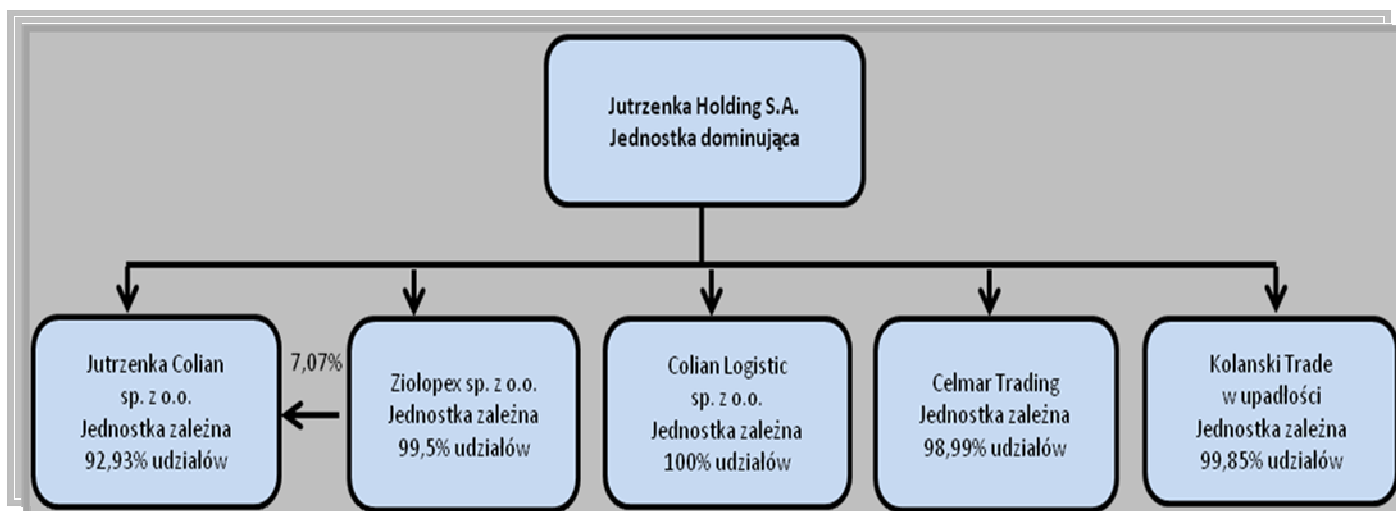 Jutrzenka Holding S.A.
Jednostka dominująca
Jutrzenka Colian
sp. z o.o.
Jednostka zależna
92,93% udziałów
7,07%
Ziolopex sp. z o.o.
Jednostka zależna
99,5% udziałów
Colian Logistic
sp. z o.o.
Jednostka zależna
100% udziałów
Celmar Trading
Jednostka zależna
98,99% udziałów
Kolanski Trade
w upadłości
Jednostka zależna
99,85% udziałów